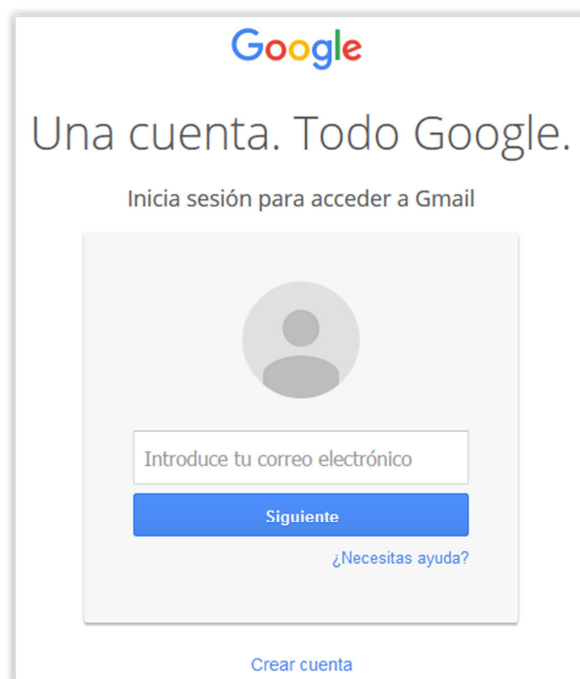 Google
Una cuenta. Todo Google.
Inicia sesión para acceder a Gmail
Introduce tu correo electrónico
Siguiente
¿Necesitas ayuda?
Crear cuenta